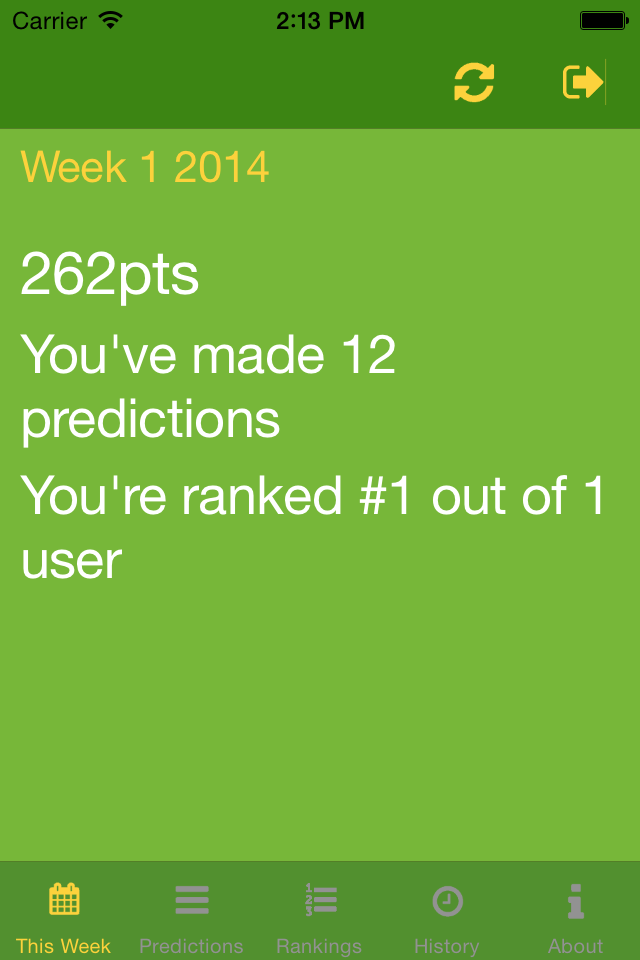 Carrier 2:13 PM
Week 1 2014
262pts
You've made 12
predictions
You're ranked #1 out of 1
user
This Week Predictions Rankings History About